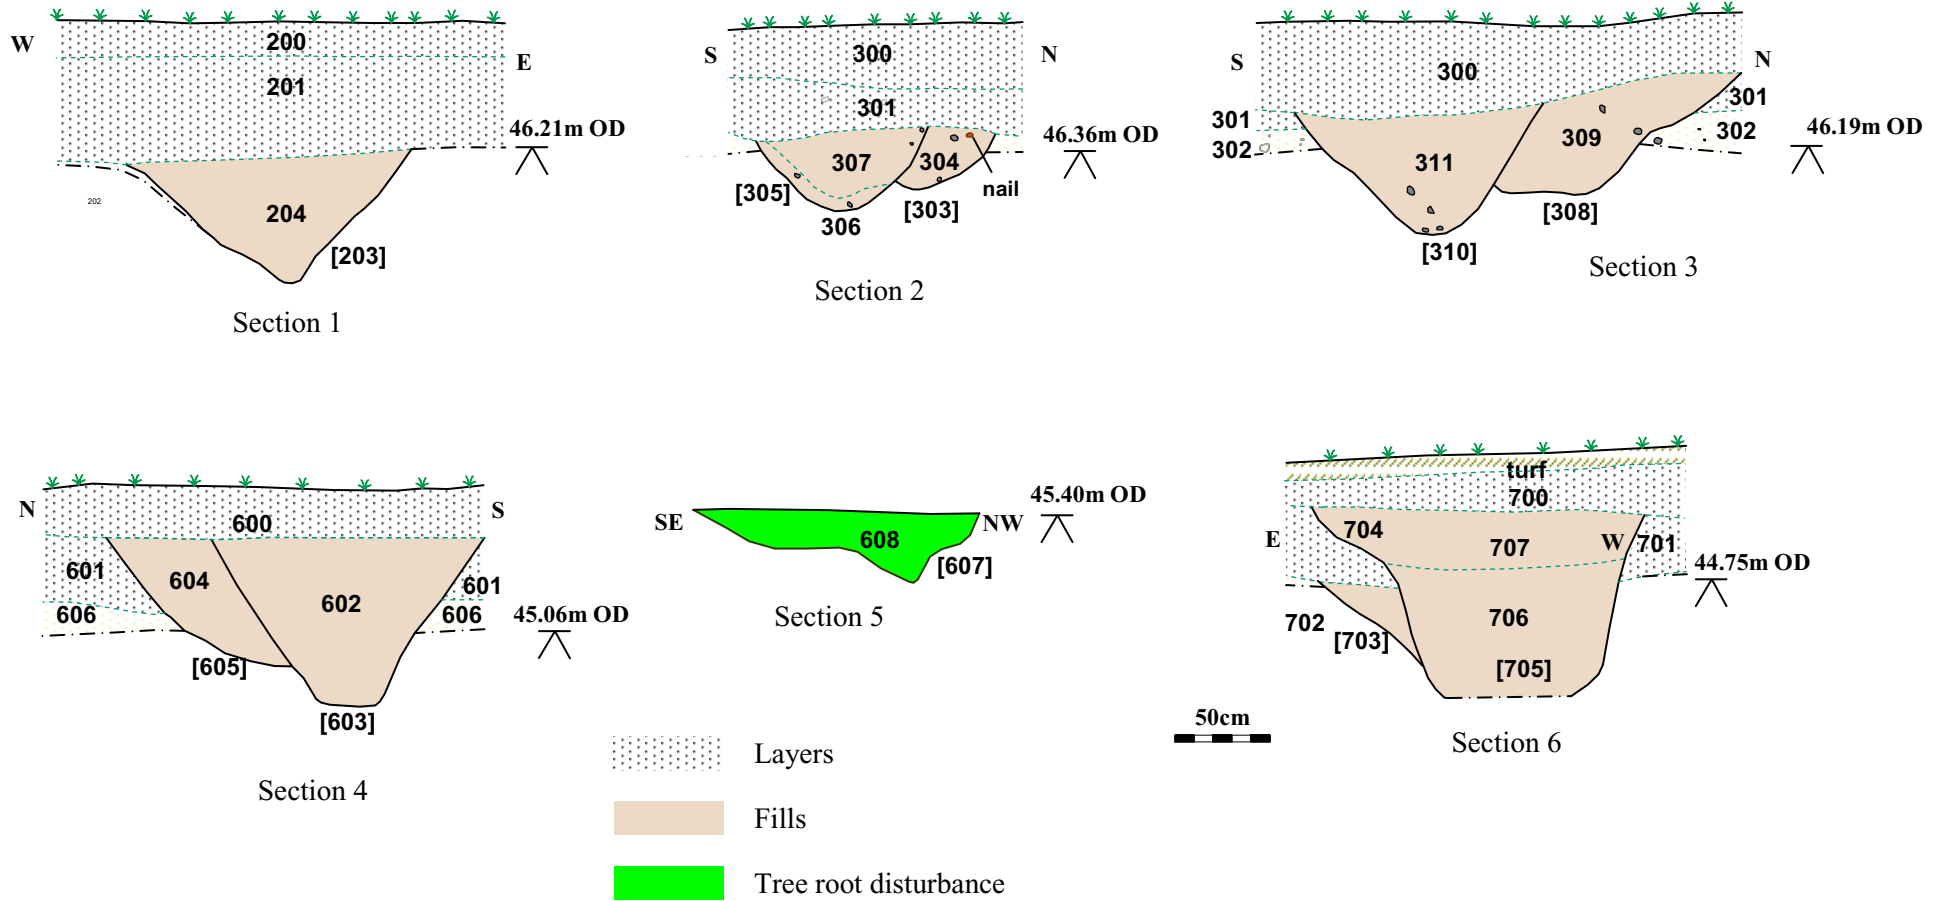 W
200
E
201
46.21m OD
202
204
[203]
Section 1
S
300
N
301
46.36m OD
307
304
nail
[305]
[303]
306
Section 2
S
300
N
301
301
302
302
46.19m OD
309
311
[308]
[310]
Section 3
N
600
S
601
604
602
601
606
606
45.06m OD
[605]
[603]
Section 4
SE
608
NW
45.40m OD
[607]
Section 5
turf
700
E
704
707
W
701
44.75m OD
702
[703]
706
[705]
50cm
Section 6
Layers
Fills
Tree root disturbance